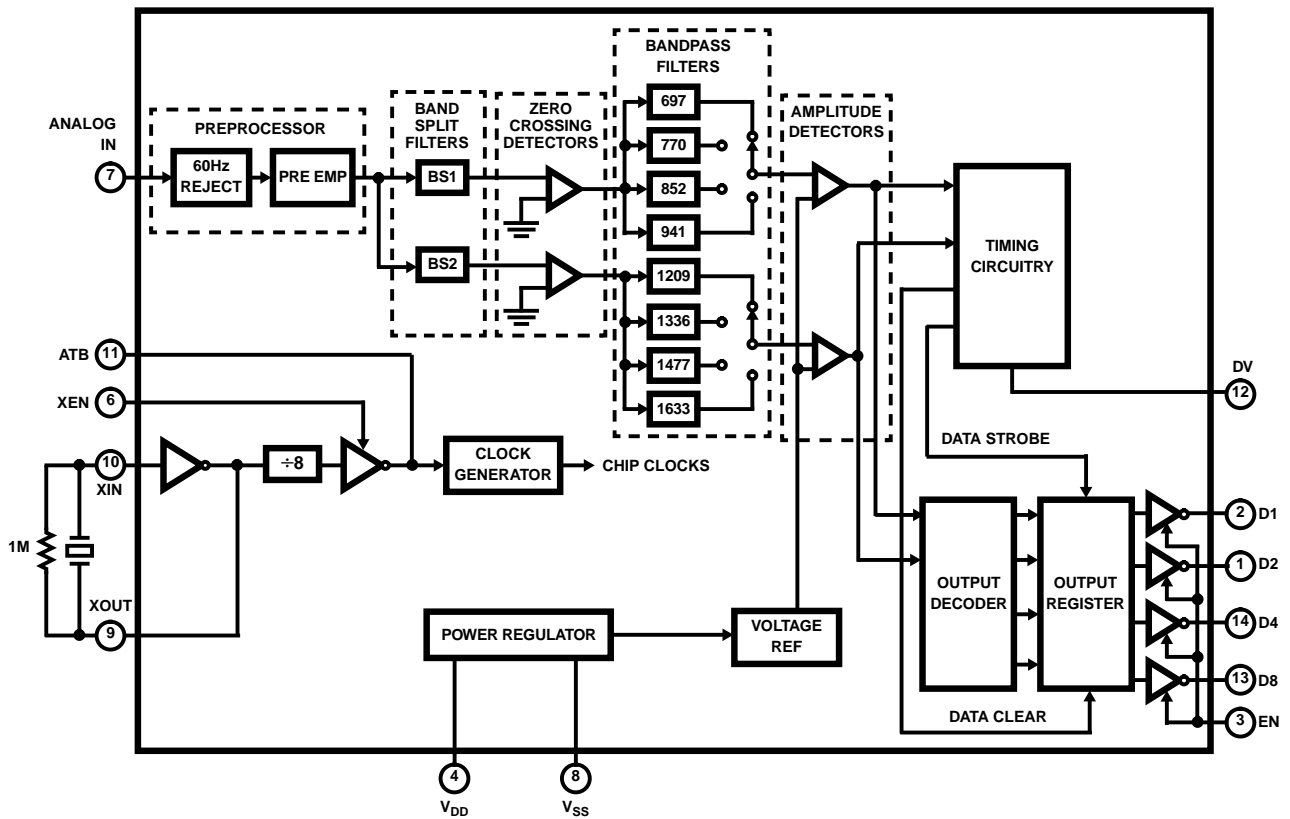 BANDPASS
FILTERS
697
770
852
941
1209
1336
1477
1633
ANALOG
IN
7
PREPROCESSOR
60Hz
REJECT
PRE EMP
BAND
SPLIT
FILTERS
BS1
BS2
ZERO
CROSSING
DETECTORS
AMPLITUDE
DETECTORS
TIMING
CIRCUITRY
ATB
11
XEN
6
10
XIN
÷8
CLOCK
GENERATOR
CHIP CLOCKS
1M
XOUT
9
DV
12
DATA STROBE
OUTPUT
DECODER
OUTPUT
REGISTER
2 D1
1 D2
14 D4
13 D8
3 EN
POWER REGULATOR
VOLTAGE
REF
DATA CLEAR
4
VDD
8
VSS